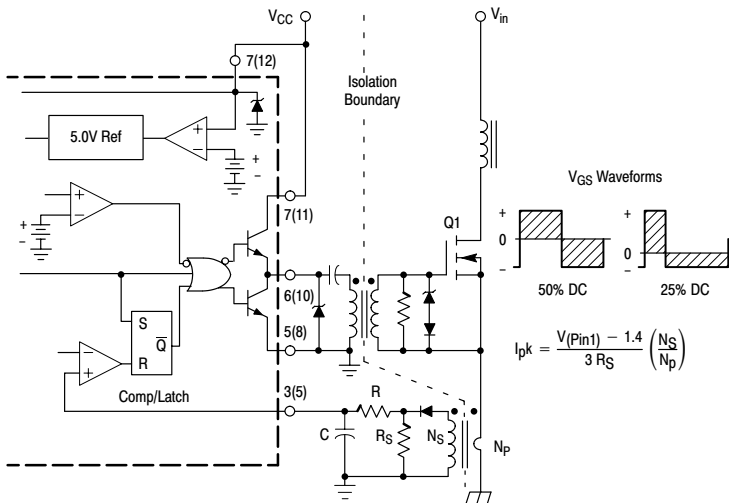 VCC
Vin
7(12)
Isolation
Boundary
5.0V Ref
+
–
+
–
VGS Waveforms
+
–
+
–
7(11)
Q1
+
0
–
+
0
–
50% DC
25% DC
6(10)
S
Q
R
5(8)
–
+
Comp/Latch
Ipk = V(Pin1) – 1.4 / 3 RS (NS / Np)
3(5)
R
C
RS
NS
NP